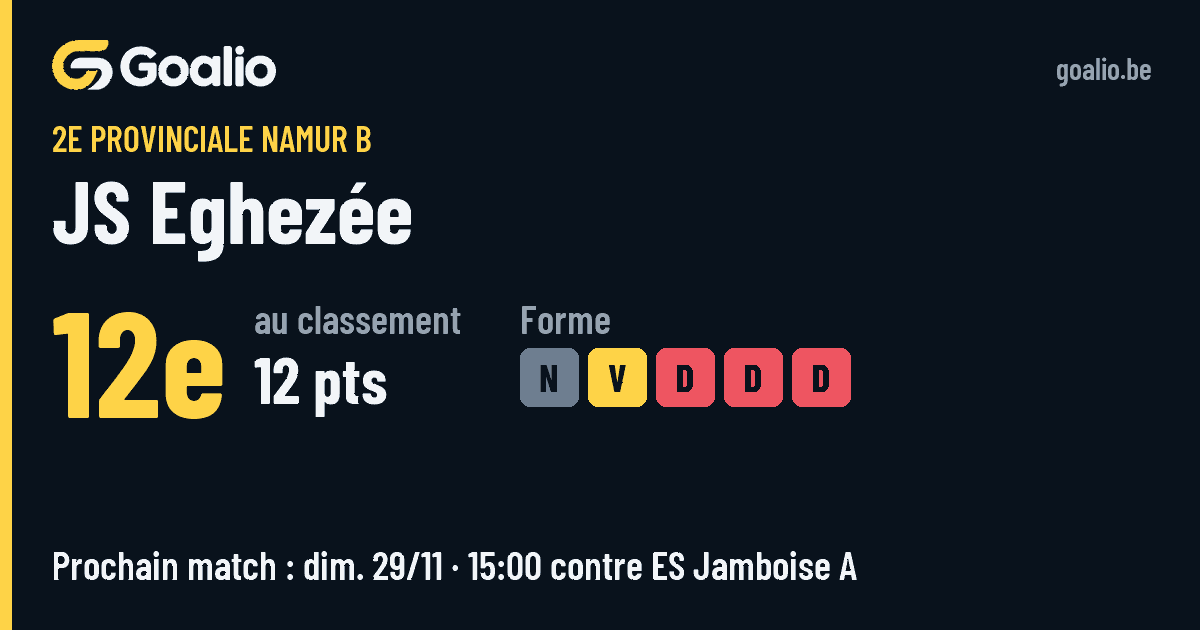 Goalio
goalio.be
2E PROVINCIALE NAMUR B
JS Eghezée
12e
au classement
12 pts
Forme
N V D D D
Prochain match : dim. 29/11 · 15:00 contre ES Jamboise A